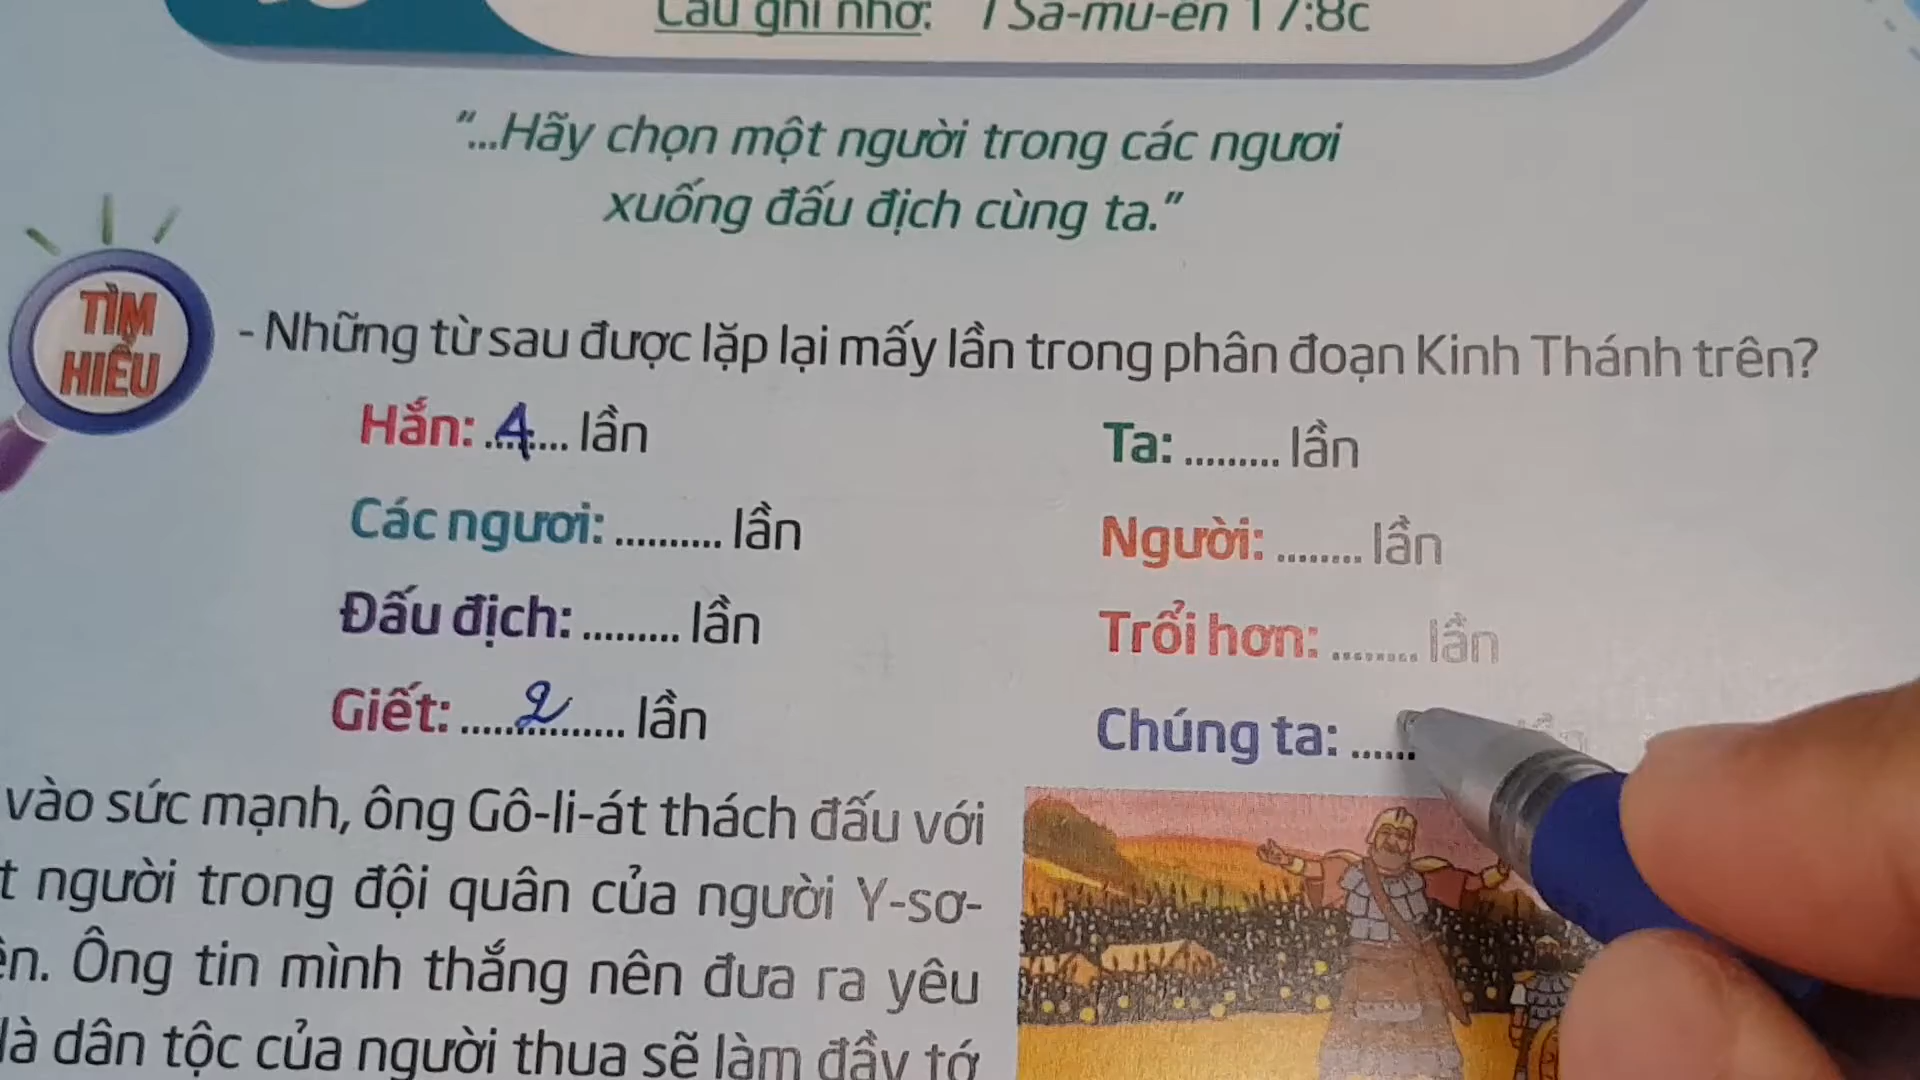 Câu ghi nhớ: 1 Sa-mu-ên 17:8c
"...Hãy chọn một người trong các ngươi
xuống đấu địch cùng ta."
TÌM
HIỂU
- Những từ sau được lặp lại mấy lần trong phân đoạn Kinh Thánh trên?
Hắn: ..4.... lần
Ta: ......... lần
Các ngươi: .......... lần
Người: ........ lần
Đấu địch: ......... lần
Trổi hơn: ........ lần
Giết: .....2......... lần
Chúng ta: ...... lần
vào sức mạnh, ông Gô-li-át thách đấu với
t người trong đội quân của người Y-sơ-
ên. Ông tin mình thắng nên đưa ra yêu
là dân tộc của người thua sẽ làm đầy tớ